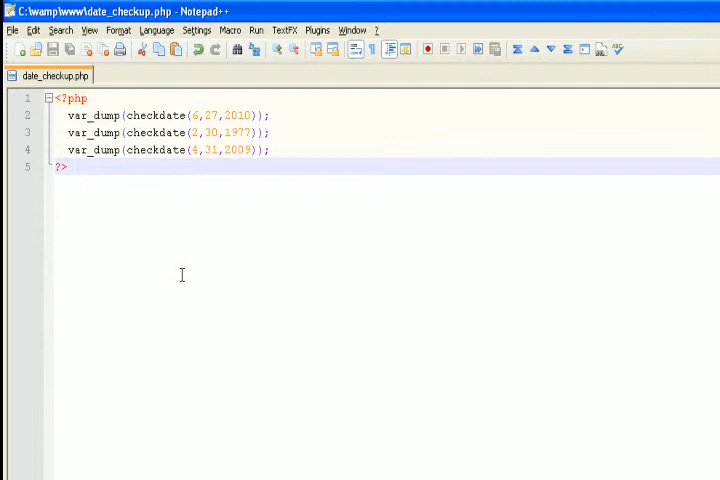 C:\wamp\www\date_checkup.php - Notepad++
File Edit Search View Format Language Settings Macro Run TextFX Plugins Window ?
date_checkup.php
1 <?php
2 var_dump(checkdate(6,27,2010));
3 var_dump(checkdate(2,30,1977));
4 var_dump(checkdate(4,31,2009));
5 ?>